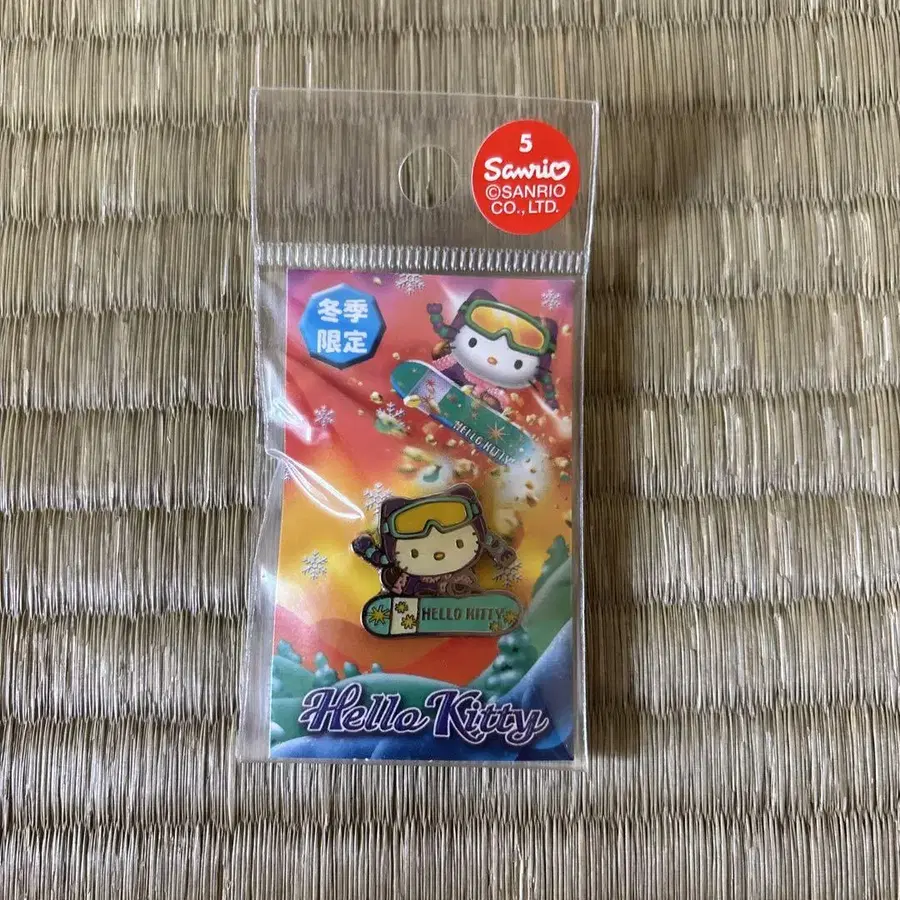 5
Sanrio
©SANRIO
CO., LTD.
冬季
限定
HELLO KITTY
HELLO KITTY
Hello Kitty